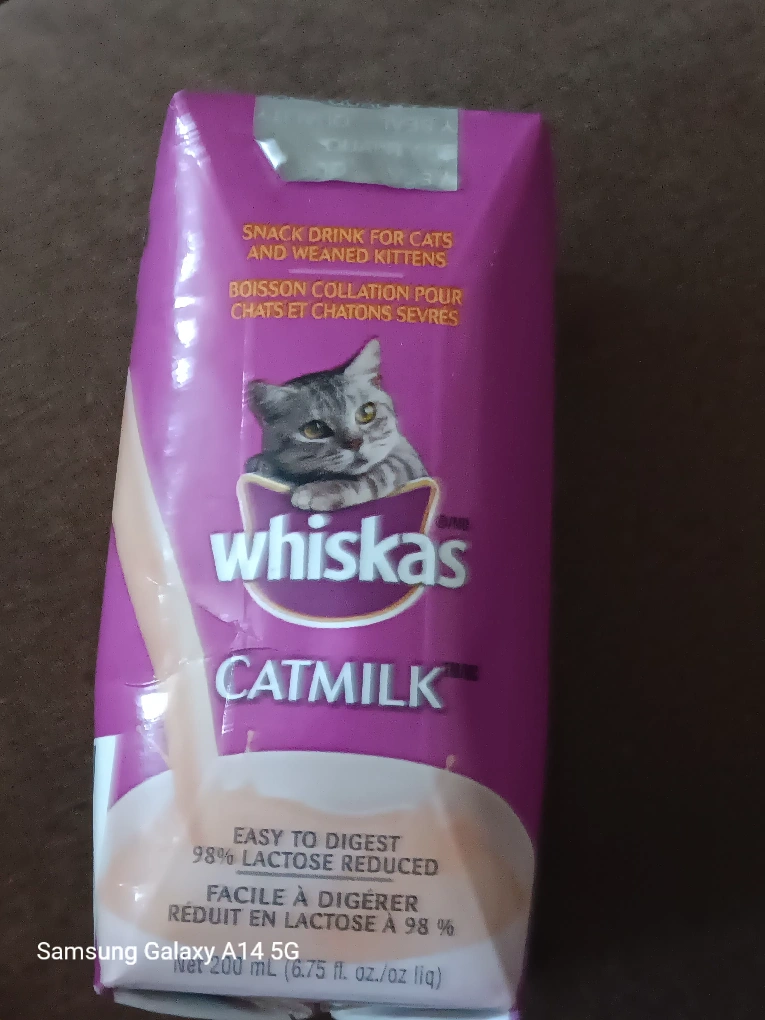 SNACK DRINK FOR CATS
AND WEANED KITTENS
BOISSON COLLATION POUR
CHATS ET CHATONS SEVRÉS
whiskas
CATMILK
EASY TO DIGEST
98% LACTOSE REDUCED
FACILE À DIGÉRER
RÉDUIT EN LACTOSE À 98 %
Samsung Galaxy A14 5G
Net 200 mL (6.75 fl. oz./oz liq)